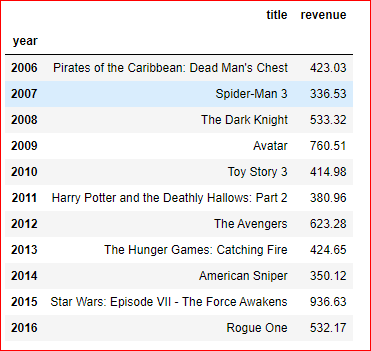 title revenue
year
2006 Pirates of the Caribbean: Dead Man's Chest 423.03
2007 Spider-Man 3 336.53
2008 The Dark Knight 533.32
2009 Avatar 760.51
2010 Toy Story 3 414.98
2011 Harry Potter and the Deathly Hallows: Part 2 380.96
2012 The Avengers 623.28
2013 The Hunger Games: Catching Fire 424.65
2014 American Sniper 350.12
2015 Star Wars: Episode VII - The Force Awakens 936.63
2016 Rogue One 532.17